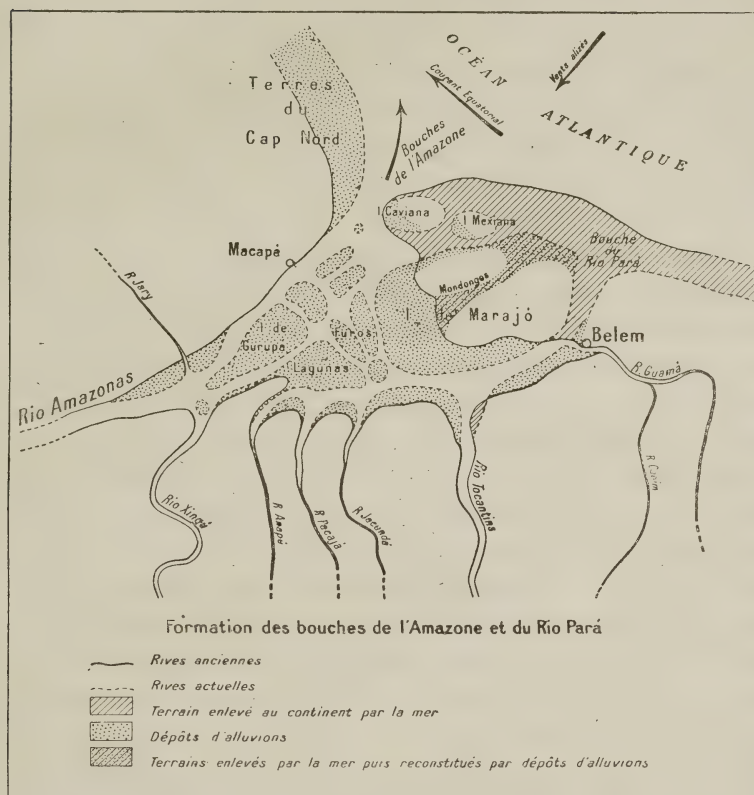 OCÉAN
ATLANTIQUE
Vents alisés
Courant Equatorial
Terres
du
Cap Nord
Bouches
de l'Amazone
I Caviana
I Mexiana
Bouche
du
Rio Pará
Macapá
R Jary
Mondongos
I de Marajó
I de
Gurupa
Furos
Lagunas
Belem
R. Guamá
Rio Amazonas
Rio Xingú
R Anapú
R Pacajá
R Jacundá
Rio Tocantins
Formation des bouches de l'Amazone et du Rio Pará
Rives anciennes
Rives actuelles
Terrain enlevé au continent par la mer
Dépôts d'alluvions
Terrains enlevés par la mer puis reconstitués par dépôts d'alluvions